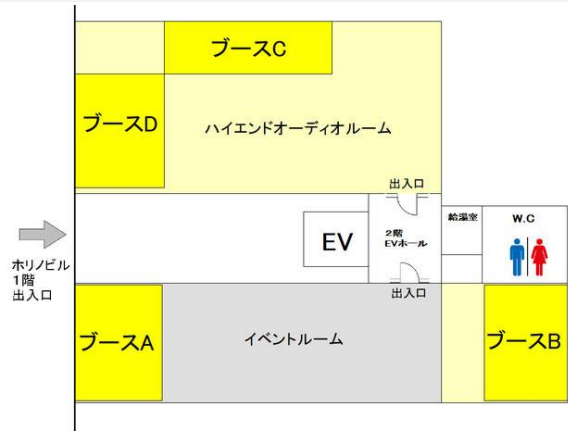 ブースC
ブースD
ハイエンドオーディオルーム
出入口
EV
2階
EVホール
給湯室
W.C
ホリノビル
1階
出入口
出入口
ブースA
イベントルーム
ブースB